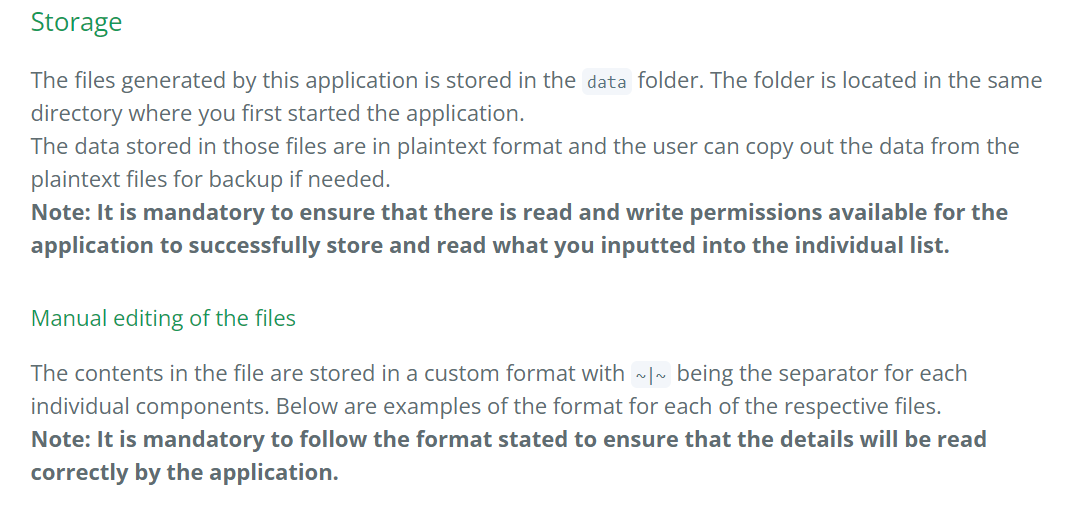 Storage
The files generated by this application is stored in the data folder. The folder is located in the same
directory where you first started the application.
The data stored in those files are in plaintext format and the user can copy out the data from the
plaintext files for backup if needed.
Note: It is mandatory to ensure that there is read and write permissions available for the
application to successfully store and read what you inputted into the individual list.
Manual editing of the files
The contents in the file are stored in a custom format with ~|~ being the separator for each
individual components. Below are examples of the format for each of the respective files.
Note: It is mandatory to follow the format stated to ensure that the details will be read
correctly by the application.